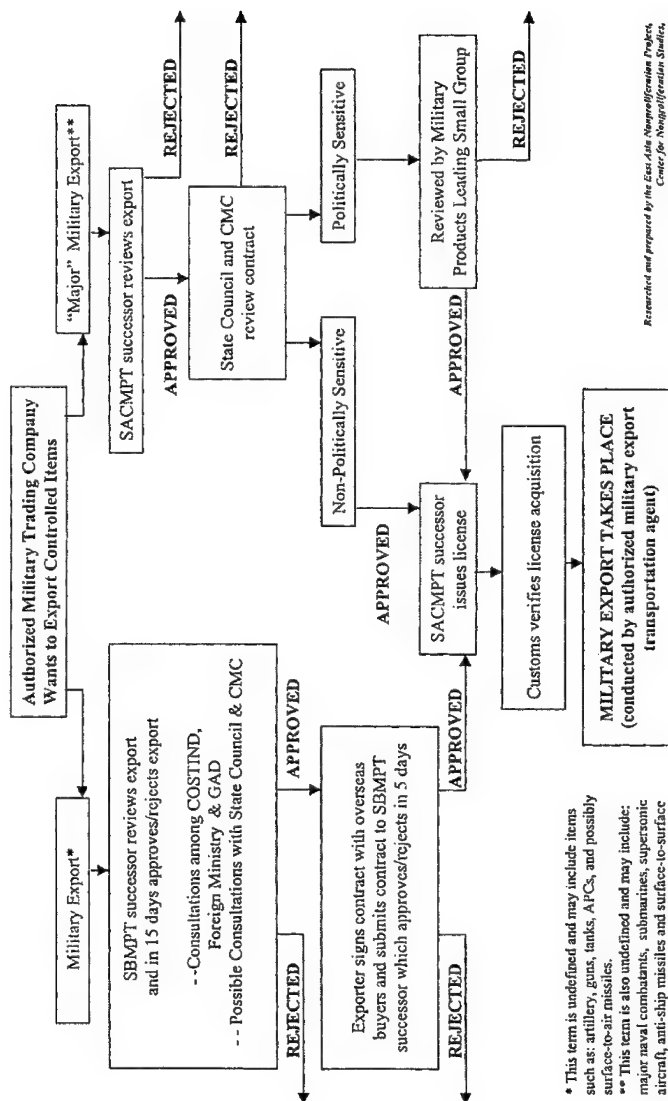 Authorized Military Trading Company
Wants to Export Controlled Items
Military Export*
"Major" Military Export**
SBMPT successor reviews export
and in 15 days approves/rejects export
- -Consultations among COSTIND,
Foreign Ministry & GAD
- - Possible Consultations with State Council & CMC
REJECTED
APPROVED
Exporter signs contract with overseas
buyers and submits contract to SBMPT
successor which approves/rejects in 5 days
REJECTED
APPROVED
SACMPT successor reviews export
REJECTED
APPROVED
State Council and CMC
review contract
REJECTED
Non-Politically Sensitive
Politically Sensitive
APPROVED
Reviewed by Military
Products Leading Small Group
APPROVED
REJECTED
SACMPT successor
issues license
Customs verifies license acquisition
MILITARY EXPORT TAKES PLACE
(conducted by authorized military export
transportation agent)
* This term is undefined and may include items
such as: artillery, guns, tanks, APCs, and possibly
surface-to-air missiles.
** This term is also undefined and may include:
major naval combatants, submarines, supersonic
aircraft, anti-ship missiles and surface-to-surface
Researched and prepared by the East Asia Nonproliferation Project,
Center for Nonproliferation Studies,